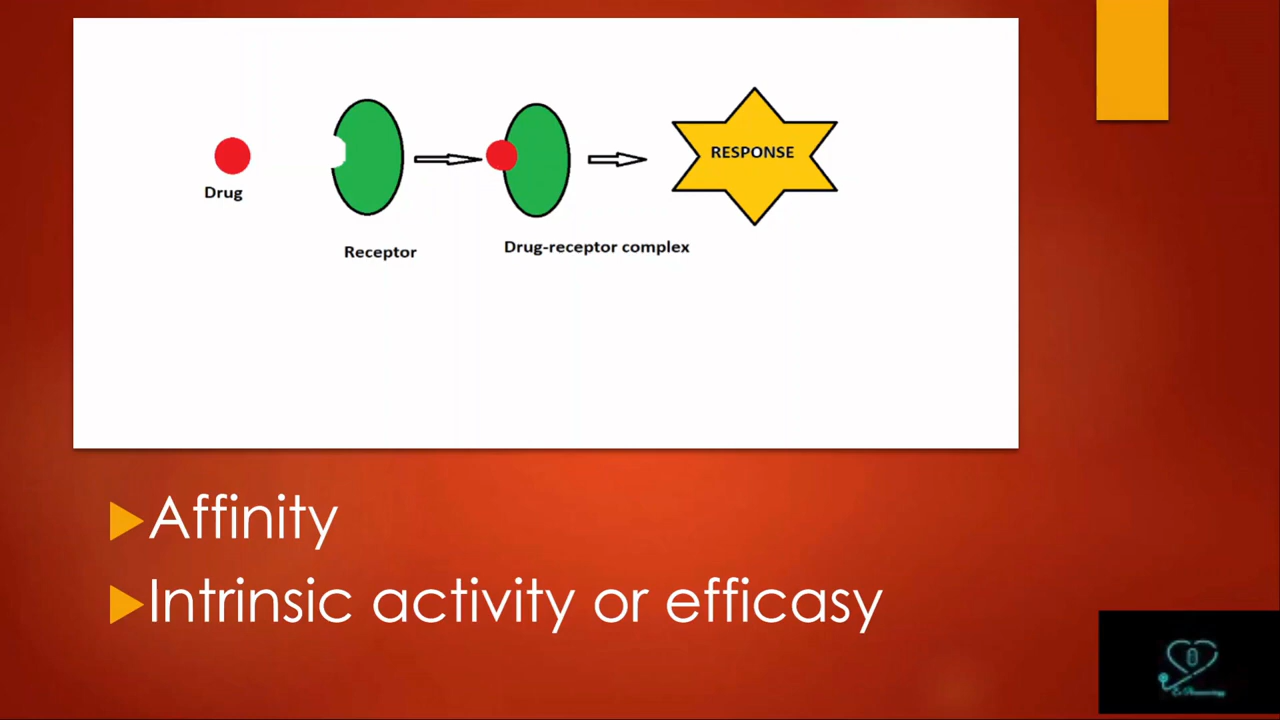 RESPONSE
Drug
Receptor
Drug-receptor complex
Affinity
Intrinsic activity or efficasy